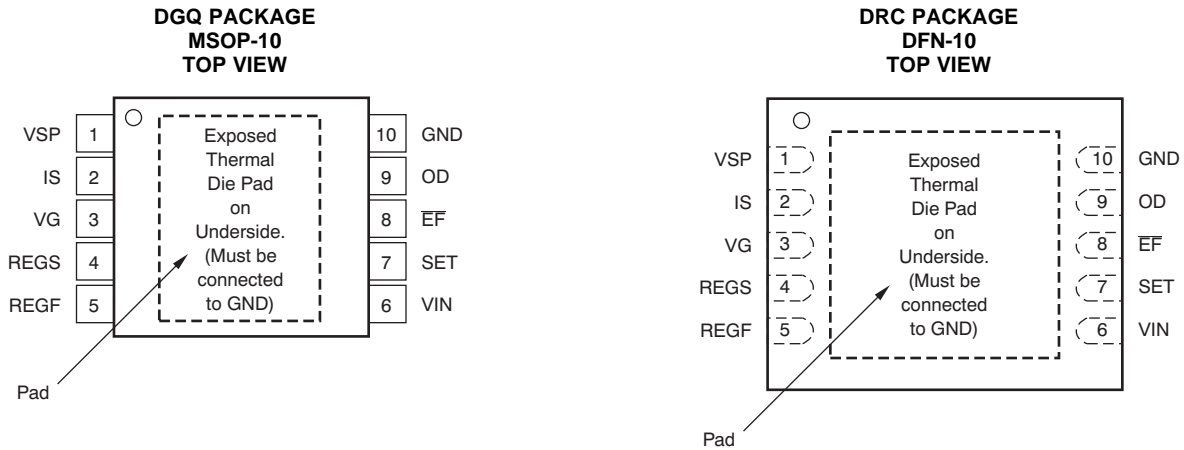 DGQ PACKAGE
MSOP-10
TOP VIEW
VSP 1
IS 2
VG 3
REGS 4
REGF 5
Exposed
Thermal
Die Pad
on
Underside.
(Must be
connected
to GND)
10 GND
9 OD
8 E̅F̅
7 SET
6 VIN
Pad
DRC PACKAGE
DFN-10
TOP VIEW
VSP 1
IS 2
VG 3
REGS 4
REGF 5
Exposed
Thermal
Die Pad
on
Underside.
(Must be
connected
to GND)
10 GND
9 OD
8 E̅F̅
7 SET
6 VIN
Pad